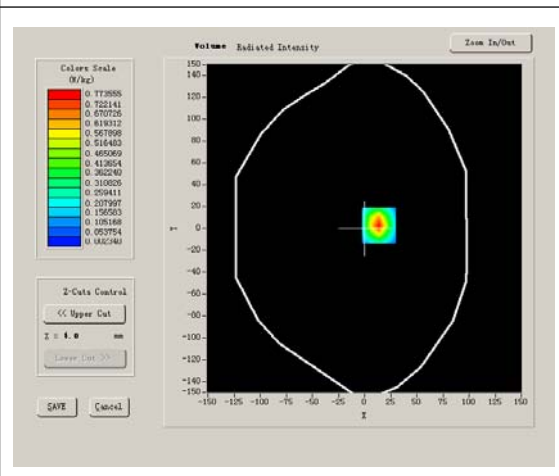 Volume Radiated Intensity
Zoom In/Out
Colors Scale
(W/kg)
0.773555
0.722141
0.670726
0.619312
0.567898
0.516483
0.465069
0.413654
0.362240
0.310826
0.259411
0.207997
0.156583
0.105168
0.053754
0.002340
Z-Cuts Control
<< Upper Cut
Z = 4.0 mm
Lower Cut >>
SAVE
Cancel
150
140
120
100
80
60
40
20
0
-20
-40
-60
-80
-100
-120
-140
-150
Y
-150 -125 -100 -75 -50 -25 0 25 50 75 100 125 150
X